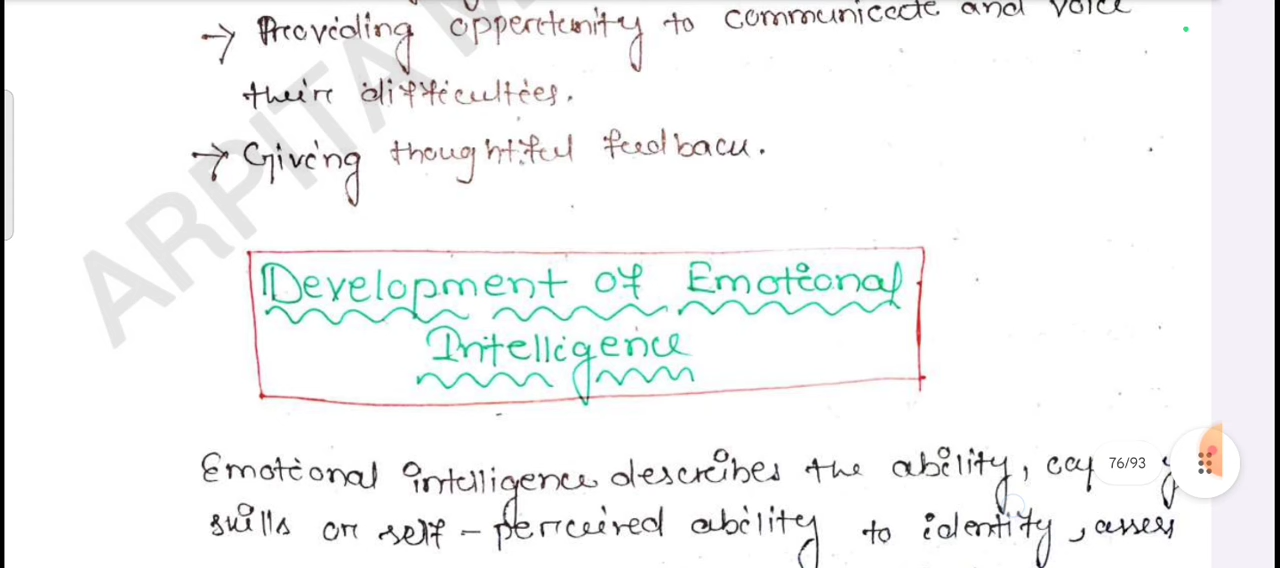 → Providing opportunity to communicate and voice
their difficulties.
→ Giving thoughtful feedback.
ARPITA M
Development of Emotional
Intelligence
Emotional intelligence describes the ability, cap
76/93
skills or self-perceived ability to identity, assess